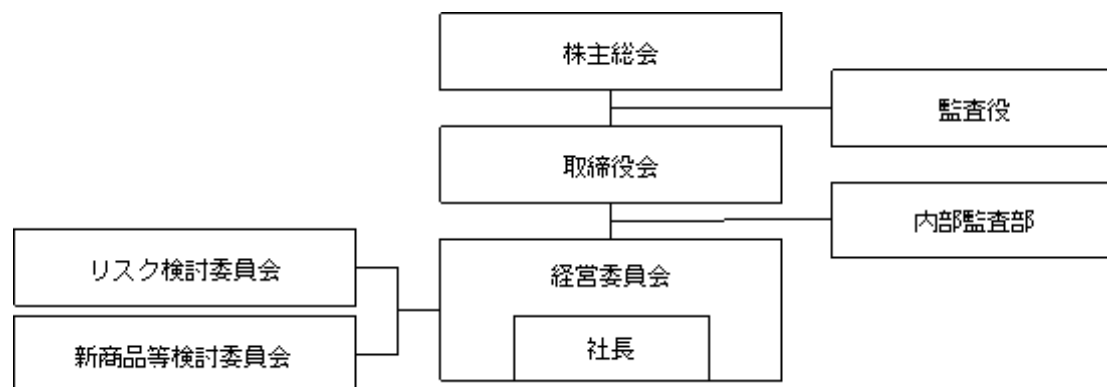 株主総会
監査役
取締役会
内部監査部
リスク検討委員会
経営委員会
社長
新商品等検討委員会